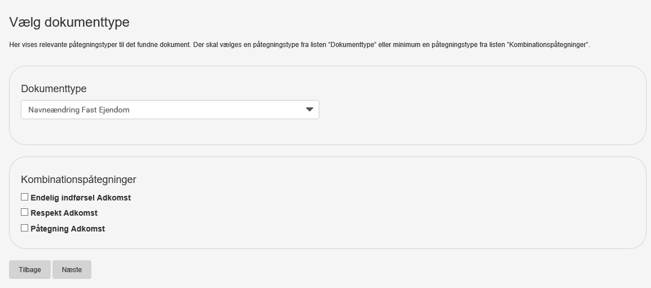 Vælg dokumenttype
Her vises relevante påtegningstyper til det fundne dokument. Der skal vælges en påtegningstype fra listen "Dokumenttype" eller minimum en påtegningstype fra listen "Kombinationspåtegninger".
Dokumenttype
Navneændring Fast Ejendom
Kombinationspåtegninger
Endelig indførsel Adkomst
Respekt Adkomst
Påtegning Adkomst
Tilbage Næste